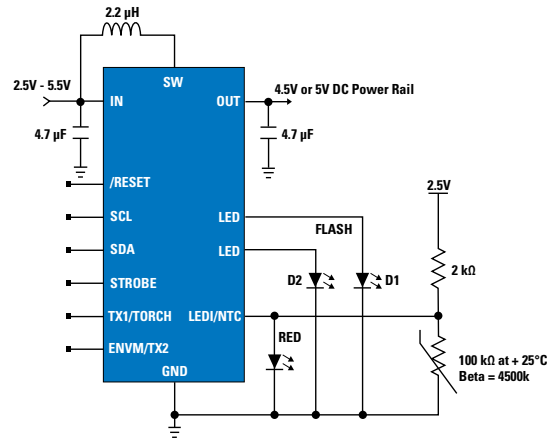 2.2 µH
SW
2.5V - 5.5V
IN
OUT
4.5V or 5V DC Power Rail
4.7 µF
4.7 µF
/RESET
2.5V
SCL
LED
FLASH
SDA
LED
2 kΩ
STROBE
D2
D1
TX1/TORCH
LEDI/NTC
RED
ENVM/TX2
100 kΩ at + 25°C
Beta = 4500k
GND